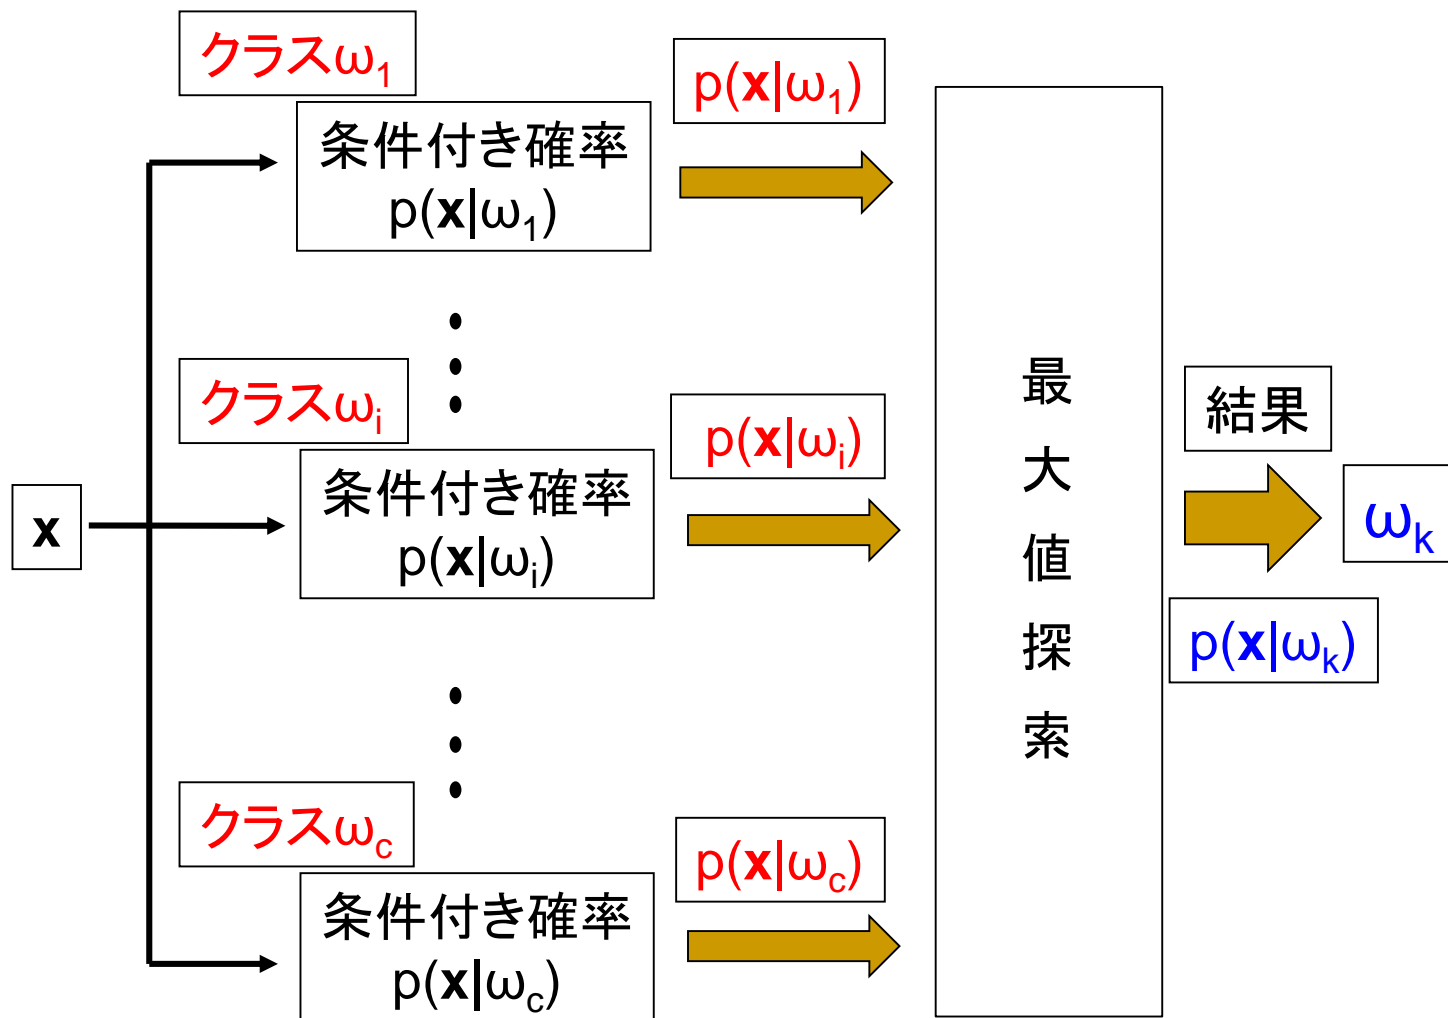 クラスω1
p(x|ω1)
条件付き確率
p(x|ω1)
クラスωi
p(x|ωi)
条件付き確率
p(x|ωi)
x
最大値探索
結果
ωk
p(x|ωk)
クラスωc
p(x|ωc)
条件付き確率
p(x|ωc)